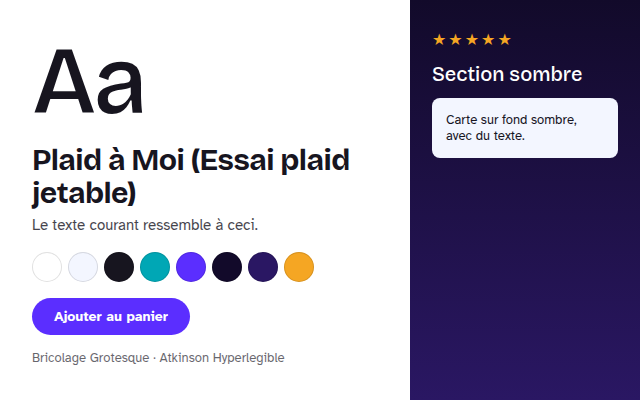 Aa
Plaid à Moi (Essai plaid
jetable)
Le texte courant ressemble à ceci.
Ajouter au panier
Bricolage Grotesque · Atkinson Hyperlegible
★★★★★
Section sombre
Carte sur fond sombre,
avec du texte.